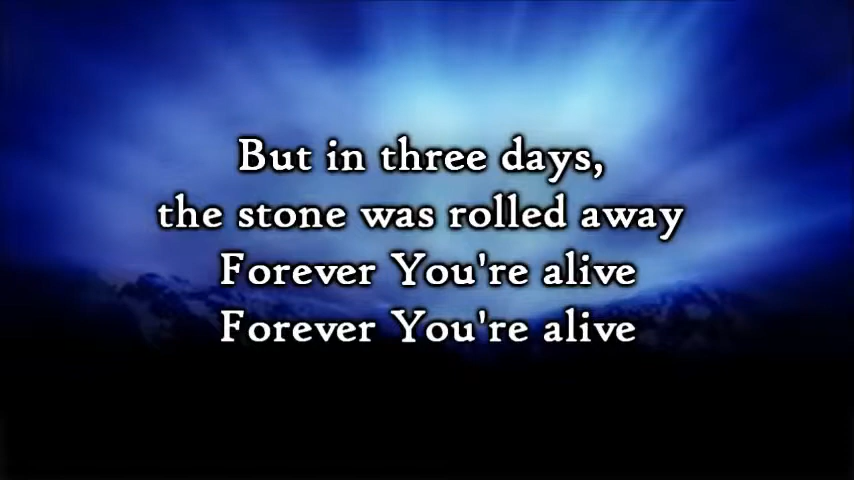 But in three days,
the stone was rolled away
Forever You're alive
Forever You're alive